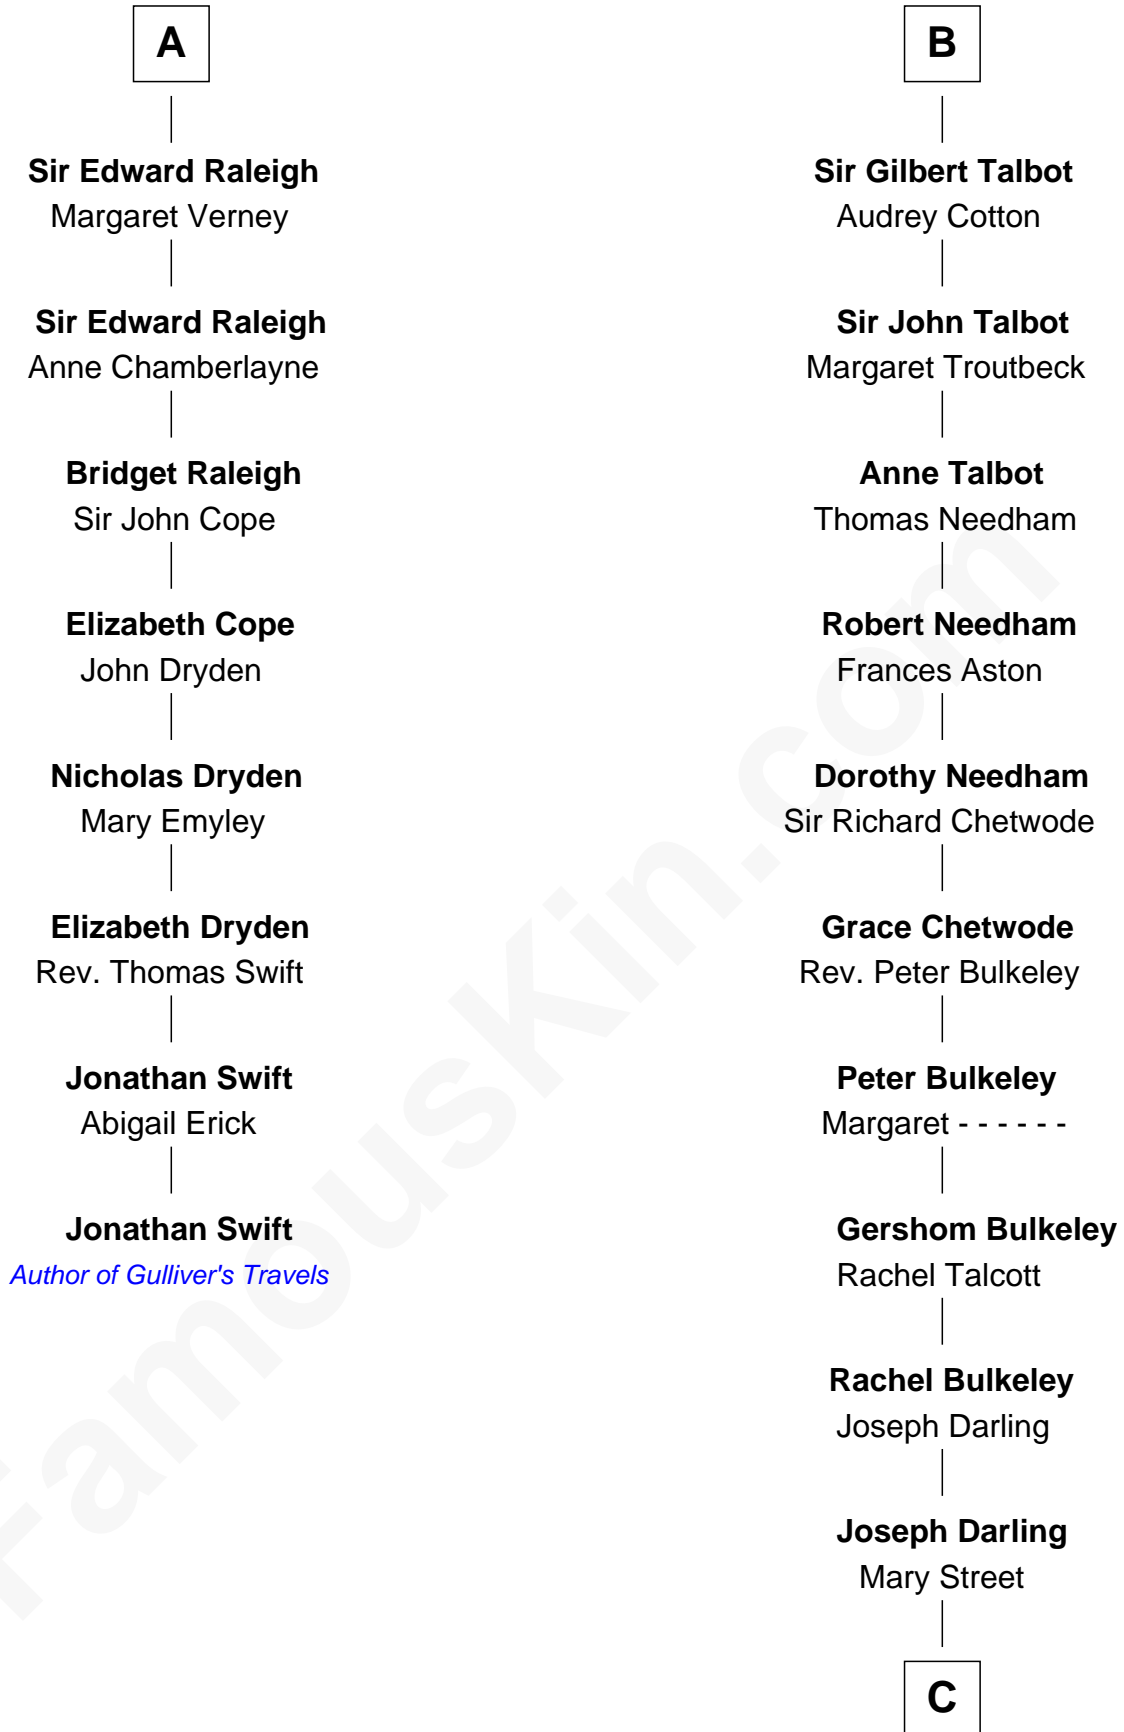 A
Sir Edward Raleigh
Margaret Verney
Sir Edward Raleigh
Anne Chamberlayne
Bridget Raleigh
Sir John Cope
Elizabeth Cope
John Dryden
Nicholas Dryden
Mary Emyley
Elizabeth Dryden
Rev. Thomas Swift
Jonathan Swift
Abigail Erick
Jonathan Swift
Author of Gulliver's Travels
B
Sir Gilbert Talbot
Audrey Cotton
Sir John Talbot
Margaret Troutbeck
Anne Talbot
Thomas Needham
Robert Needham
Frances Aston
Dorothy Needham
Sir Richard Chetwode
Grace Chetwode
Rev. Peter Bulkeley
Peter Bulkeley
Margaret - - - - - -
Gershom Bulkeley
Rachel Talcott
Rachel Bulkeley
Joseph Darling
Joseph Darling
Mary Street
C
FamousKin.com